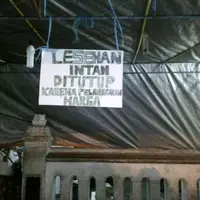 LESEHAN
INTAN
DITUTUP
KARENA PELANGGARAN
HARGA